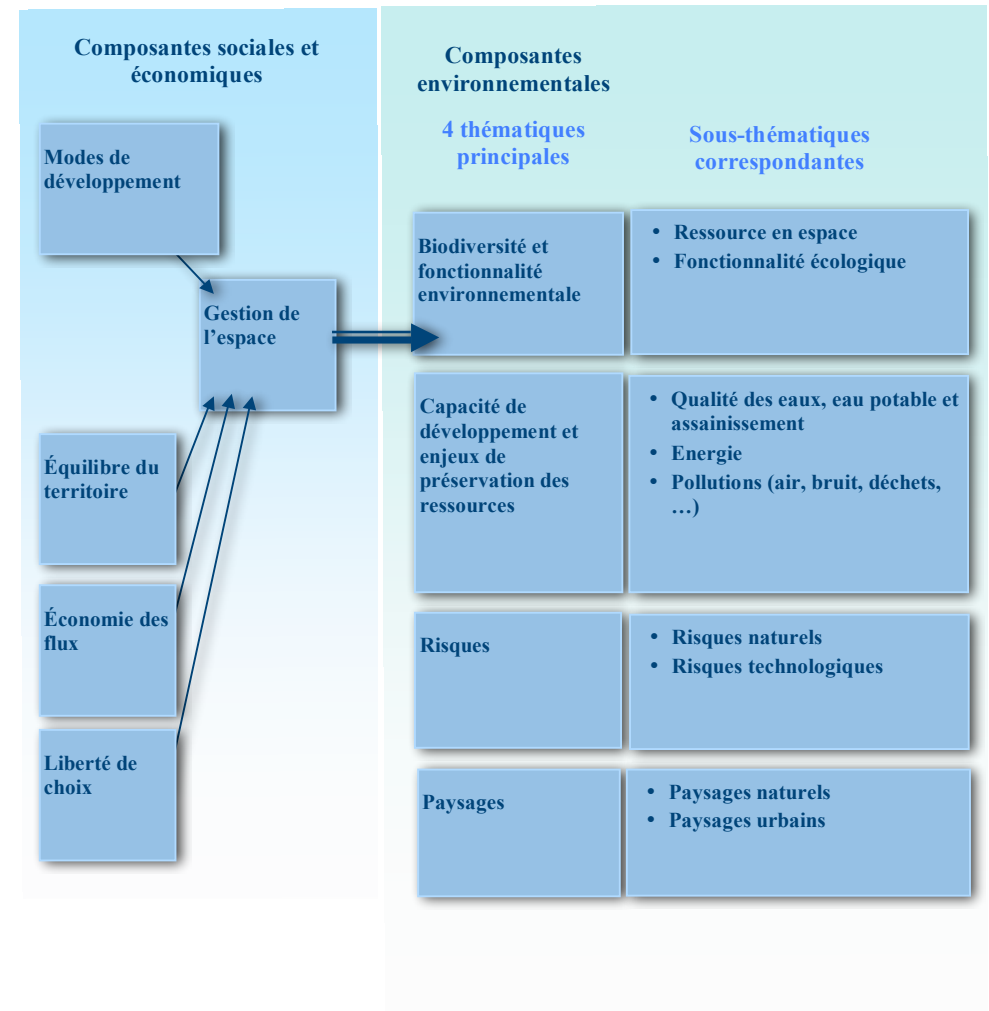 Composantes sociales et
économiques
Modes de
développement
Gestion de
l’espace
Équilibre du
territoire
Économie des
flux
Liberté de
choix
Composantes
environnementales
4 thématiques
principales
Sous-thématiques
correspondantes
Biodiversité et
fonctionnalité
environnementale
• Ressource en espace
• Fonctionnalité écologique
Capacité de
développement et
enjeux de
préservation des
ressources
• Qualité des eaux, eau potable et
assainissement
• Energie
• Pollutions (air, bruit, déchets,
…)
Risques
• Risques naturels
• Risques technologiques
Paysages
• Paysages naturels
• Paysages urbains